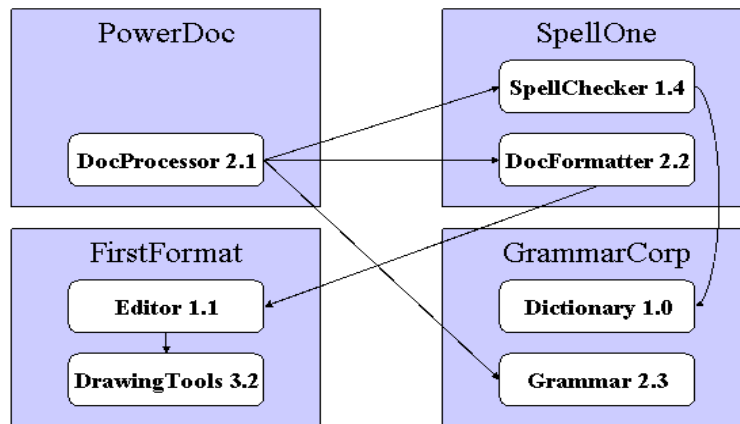 PowerDoc
DocProcessor 2.1
SpellOne
SpellChecker 1.4
DocFormatter 2.2
FirstFormat
Editor 1.1
DrawingTools 3.2
GrammarCorp
Dictionary 1.0
Grammar 2.3